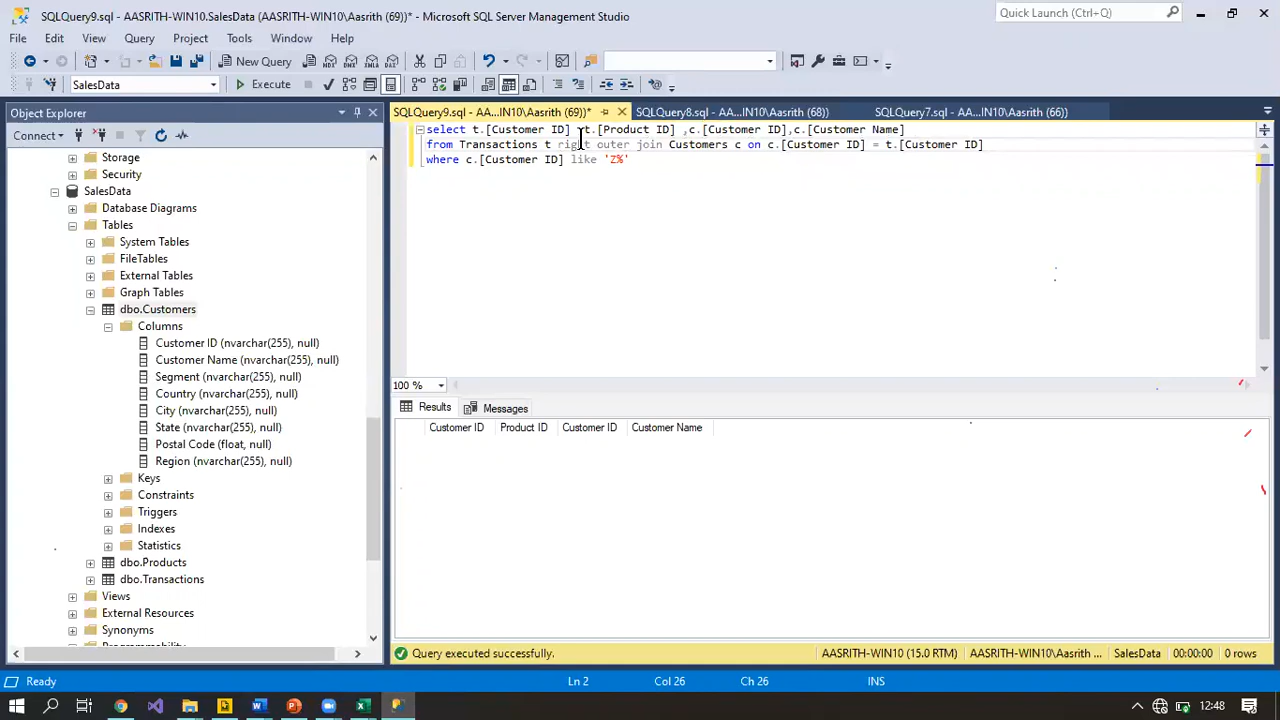 SQLQuery9.sql - AASRITH-WIN10.SalesData (AASRITH-WIN10\Aasrith (69))* - Microsoft SQL Server Management Studio
Quick Launch (Ctrl+Q)
File Edit View Query Project Tools Window Help
New Query MDX DMX XMLA DAX
SalesData Execute
Object Explorer
SQLQuery9.sql - AA...IN10\Aasrith (69))* SQLQuery8.sql - AA...IN10\Aasrith (68)) SQLQuery7.sql - AA...IN10\Aasrith (66))
Connect
Storage
Security
SalesData
Database Diagrams
Tables
System Tables
FileTables
External Tables
Graph Tables
dbo.Customers
Columns
Customer ID (nvarchar(255), null)
Customer Name (nvarchar(255), null)
Segment (nvarchar(255), null)
Country (nvarchar(255), null)
City (nvarchar(255), null)
State (nvarchar(255), null)
Postal Code (float, null)
Region (nvarchar(255), null)
Keys
Constraints
Triggers
Indexes
Statistics
dbo.Products
dbo.Transactions
Views
External Resources
Synonyms
Programmability
select t.[Customer ID] ,t.[Product ID] ,c.[Customer ID],c.[Customer Name]
from Transactions t right outer join Customers c on c.[Customer ID] = t.[Customer ID]
where c.[Customer ID] like 'Z%'
100 %
Results Messages
Customer ID Product ID Customer ID Customer Name
Query executed successfully. AASRITH-WIN10 (15.0 RTM) AASRITH-WIN10\Aasrith ... SalesData 00:00:00 0 rows
Ready Ln 2 Col 26 Ch 26 INS
12:48